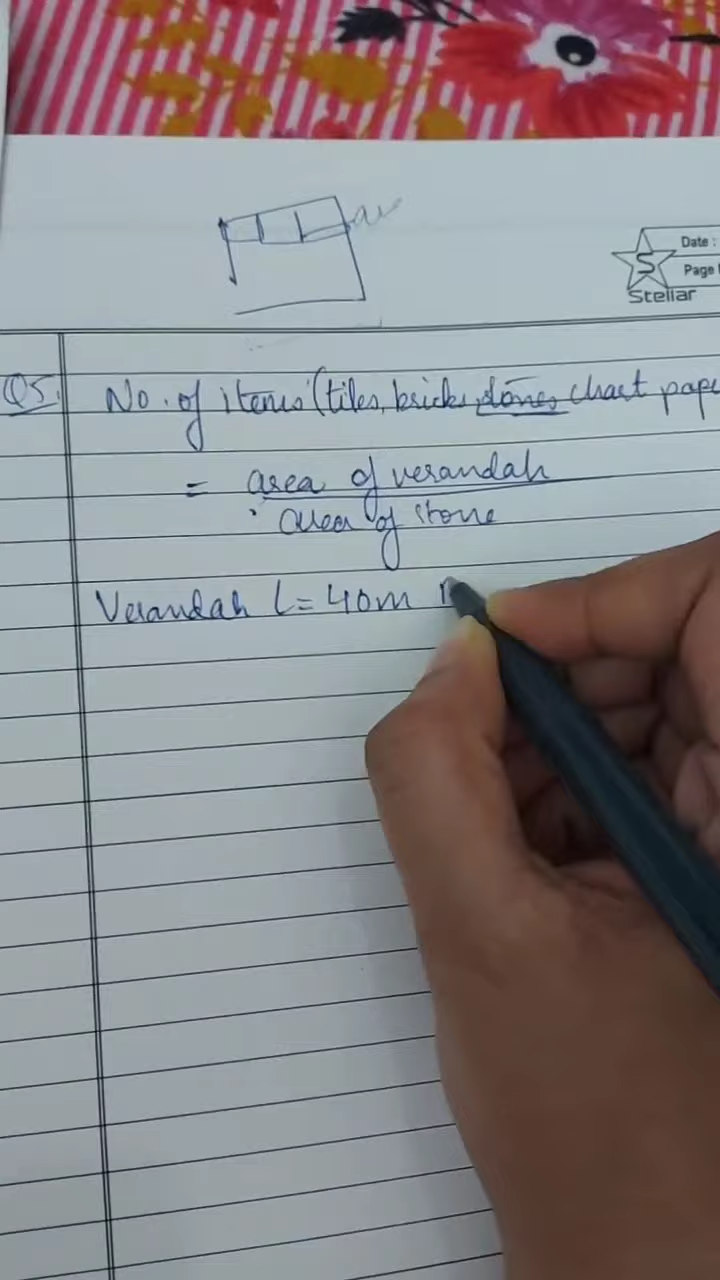 Date :
Page
S
Stellar
Q5. No. of items (tiles, bricks, stones chart pape
= area of verandah
area of stone
Verandah l = 40m